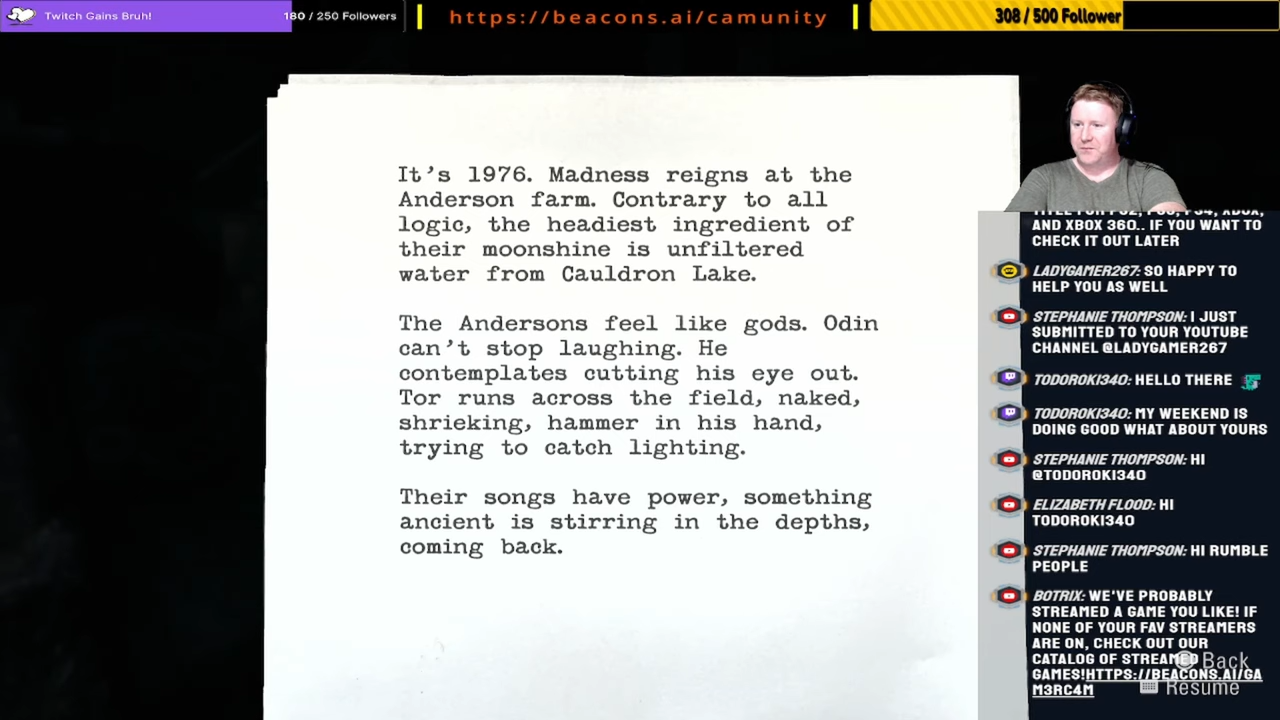 Twitch Gains Bruh!
180 / 250 Followers
https://beacons.ai/camunity
308 / 500 Follower
It's 1976. Madness reigns at the
Anderson farm. Contrary to all
logic, the headiest ingredient of
their moonshine is unfiltered
water from Cauldron Lake.
The Andersons feel like gods. Odin
can't stop laughing. He
contemplates cutting his eye out.
Tor runs across the field, naked,
shrieking, hammer in his hand,
trying to catch lighting.
Their songs have power, something
ancient is stirring in the depths,
coming back.
AND XBOX 360.. IF YOU WANT TO
CHECK IT OUT LATER
LADYGAMER267: SO HAPPY TO
HELP YOU AS WELL
STEPHANIE THOMPSON: I JUST
SUBMITTED TO YOUR YOUTUBE
CHANNEL @LADYGAMER267
TODOROKI340: HELLO THERE
TODOROKI340: MY WEEKEND IS
DOING GOOD WHAT ABOUT YOURS
STEPHANIE THOMPSON: HI
@TODOROKI340
ELIZABETH FLOOD: HI
TODOROKI340
STEPHANIE THOMPSON: HI RUMBLE
PEOPLE
BOTRIX: WE'VE PROBABLY
STREAMED A GAME YOU LIKE! IF
NONE OF YOUR FAV STREAMERS
ARE ON, CHECK OUT OUR
CATALOG OF STREAMED
GAMES!HTTPS://BEACONS.AI/GA
M3RC4M
Back
Resume